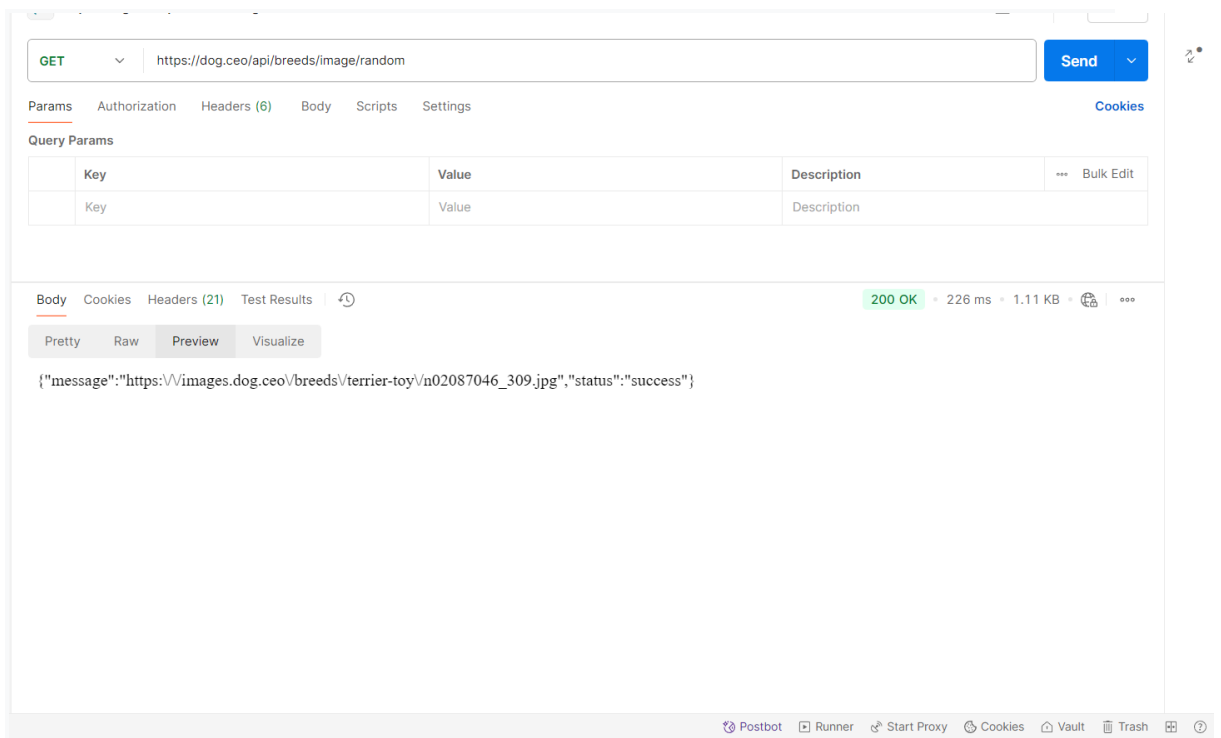 GET https://dog.ceo/api/breeds/image/random Send
Params Authorization Headers (6) Body Scripts Settings Cookies
Query Params
Key Value Description Bulk Edit
Key Value Description
Body Cookies Headers (21) Test Results 200 OK 226 ms 1.11 KB
Pretty Raw Preview Visualize
{"message":"https:\/\/images.dog.ceo\/breeds\/terrier-toy\/n02087046_309.jpg","status":"success"}
Postbot Runner Start Proxy Cookies Vault Trash